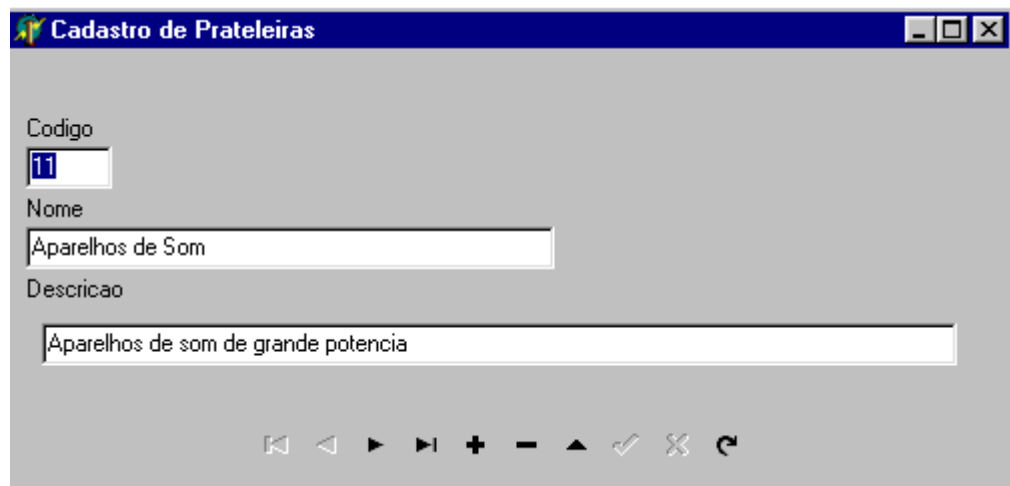 Cadastro de Prateleiras
Codigo
11
Nome
Aparelhos de Som
Descricao
Aparelhos de som de grande potencia